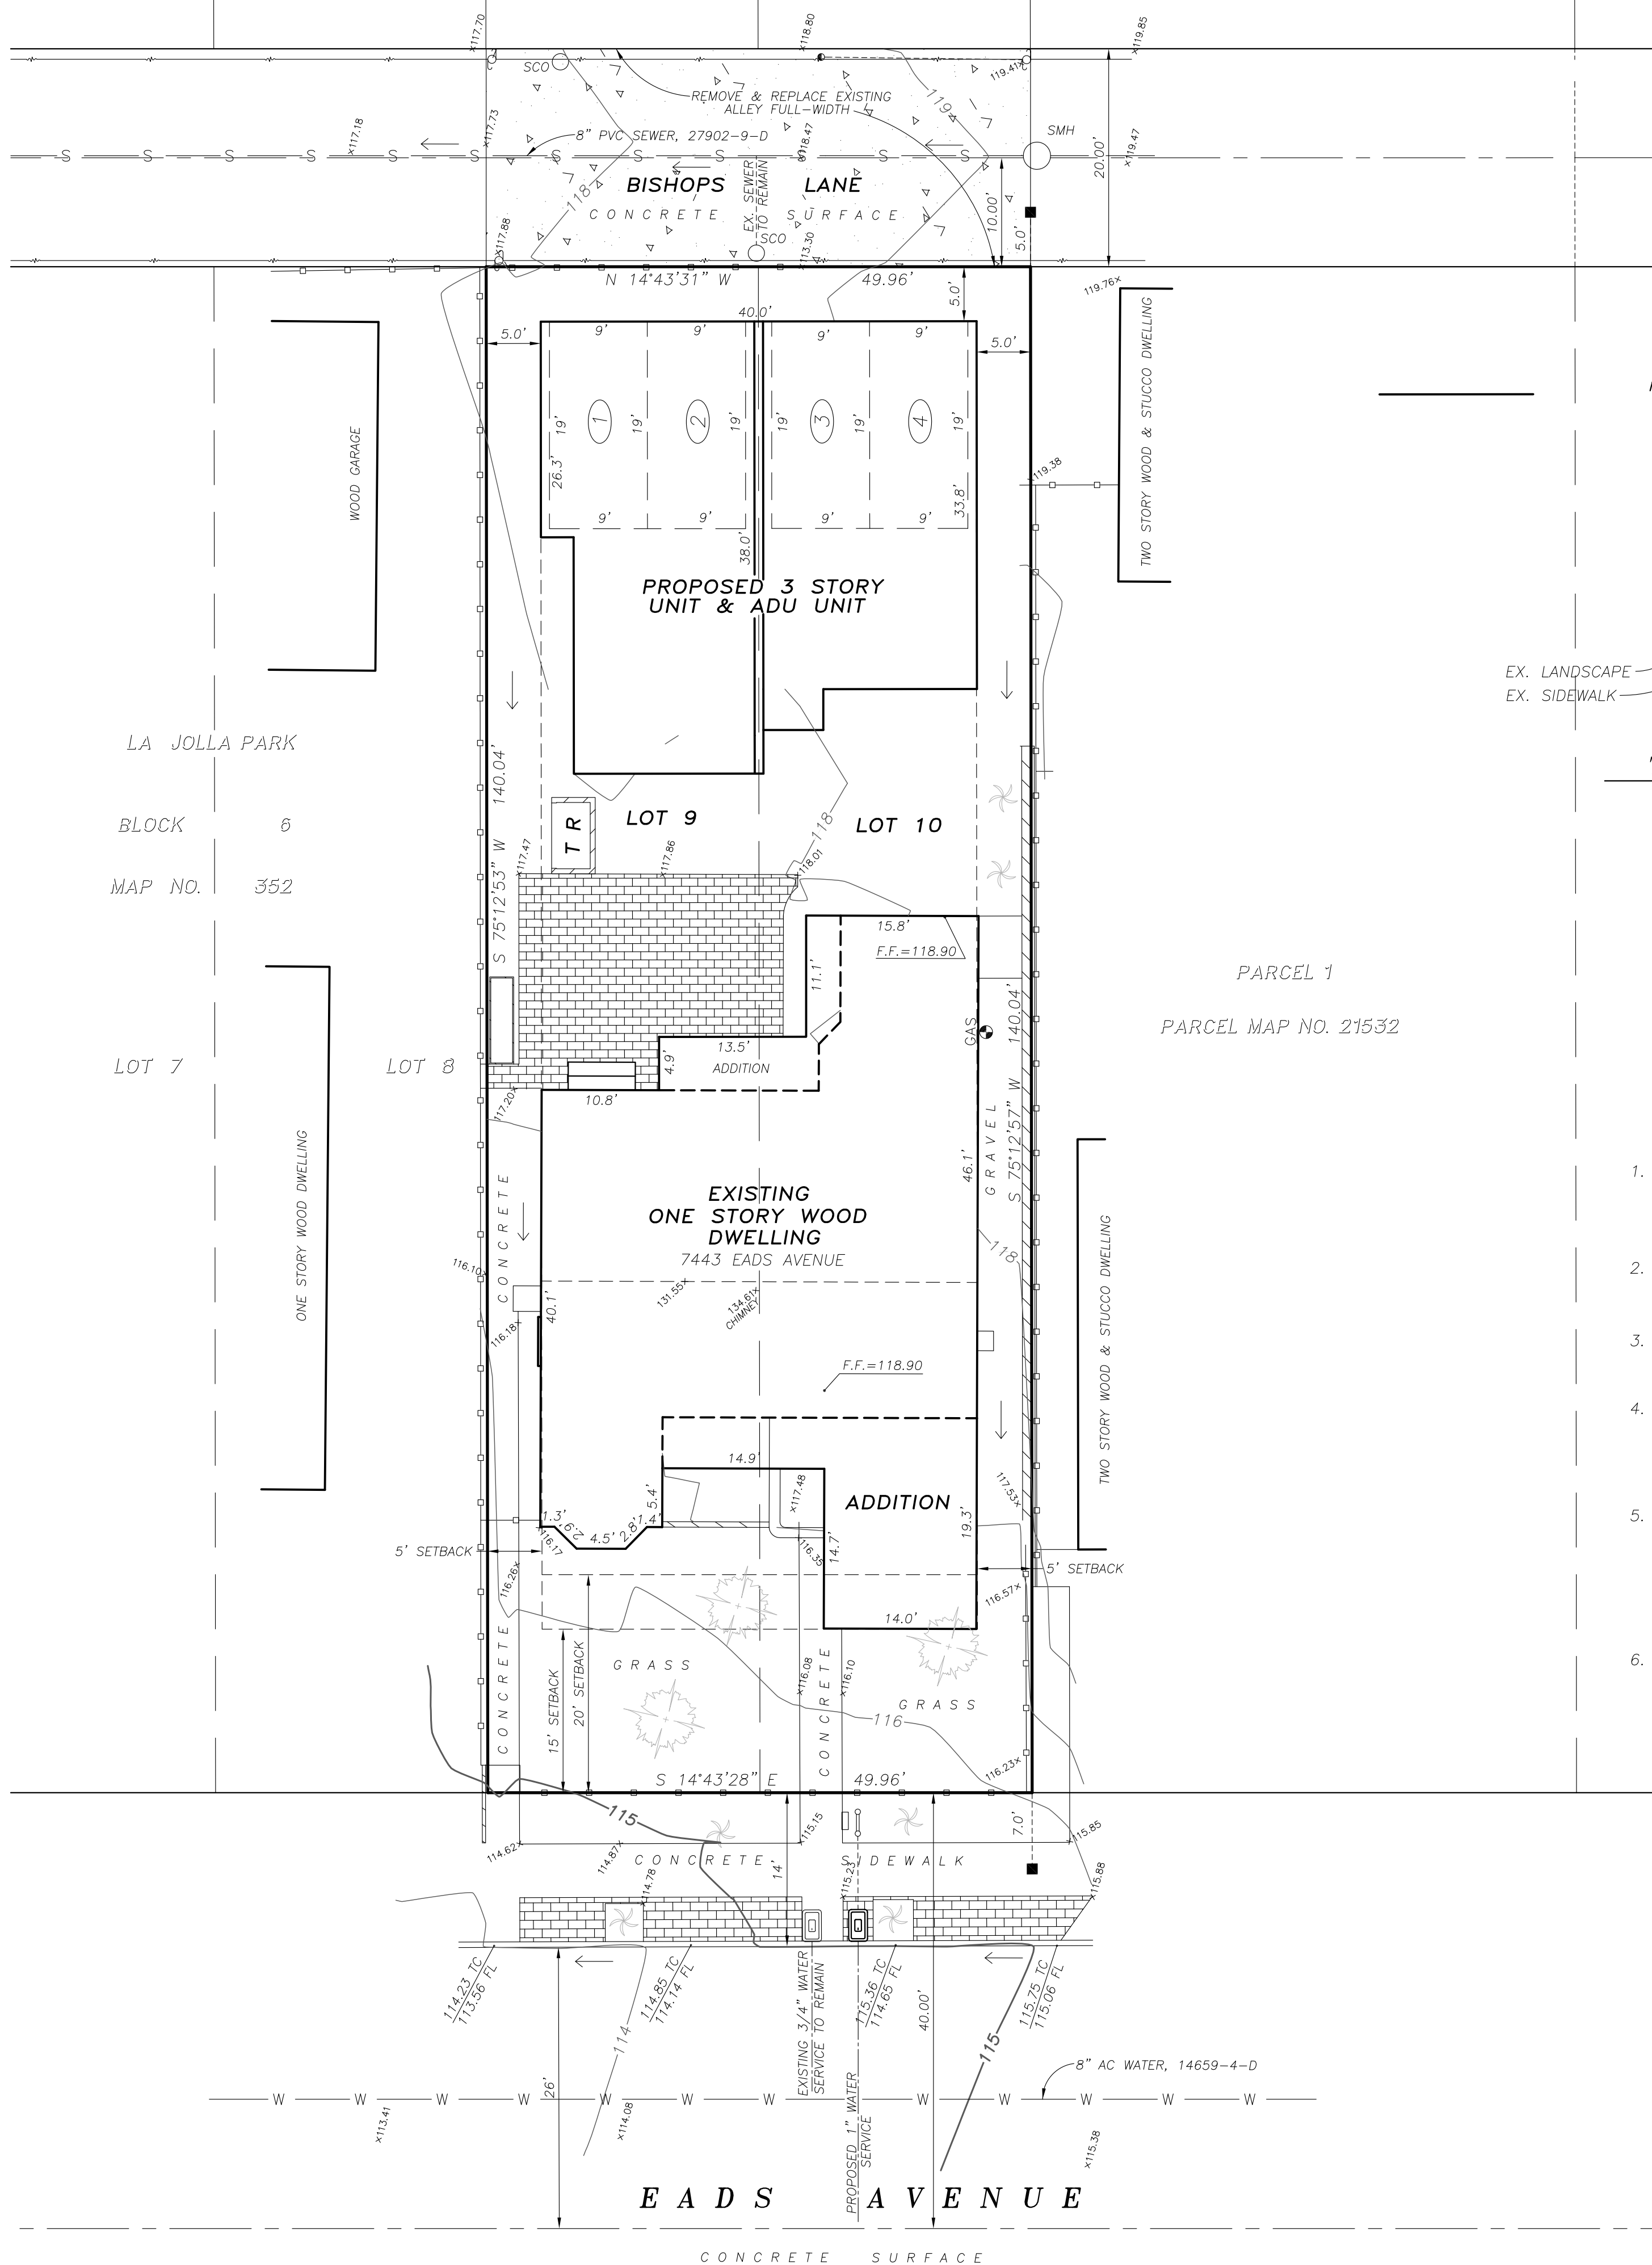 ×117.70
×118.80
×119.85
SCO
119.41×
REMOVE & REPLACE EXISTING
ALLEY FULL-WIDTH
119
×117.18
×117.73
8" PVC SEWER, 27902-9-D
×118.47
SMH
×119.47
20.00'
S S S S S S S S S S S S
118
BISHOPS LANE
EX. SEWER
TO REMAIN
CONCRETE SURFACE
10.00'
5.0'
×117.88
SCO
×113.30
N 14°43'31" W 49.96'
5.0'
119.76×
40.0'
5.0'
9' 9' 9' 9'
5.0'
TWO STORY WOOD & STUCCO DWELLING
WOOD GARAGE
19' 1 19' 2 19' 19' 3 19' 4 19'
26.3'
33.8'
×119.38
9' 9' 9' 9'
38.0'
PROPOSED 3 STORY
UNIT & ADU UNIT
EX. LANDSCAPE
EX. SIDEWALK
LA JOLLA PARK
BLOCK 6
MAP NO. 352
LOT 7
LOT 8
S 75°12'53" W 140.04'
TR
LOT 9
LOT 10
118
×117.47
×117.86
×118.01
15.8'
F.F.=118.90
11.1'
PARCEL 1
PARCEL MAP NO. 21532
GAS
13.5'
ADDITION
4.9'
10.8'
117.20×
S 75°12'57" W 140.04'
GRAVEL
46.1'
CONCRETE
ONE STORY WOOD DWELLING
EXISTING
ONE STORY WOOD
DWELLING
7443 EADS AVENUE
118
116.10×
131.55×
134.61×
CHIMNEY
40.1'
116.18×
F.F.=118.90
TWO STORY WOOD & STUCCO DWELLING
1.
2.
3.
4.
5.
6.
14.9'
×117.48
ADDITION
117.53×
5.4'
1.3'
2.9'
4.5'
2.8'
1.4'
×116.17
×116.35
14.7'
19.3'
5' SETBACK
5' SETBACK
116.26×
116.57×
14.0'
GRASS
GRASS
CONCRETE
15' SETBACK
20' SETBACK
×116.08
CONCRETE
×116.10
116
116.23×
S 14°43'28" E 49.96'
115
7.0'
×115.15
×115.85
114.62×
114.87×
CONCRETE SIDEWALK
14'
×114.78
×115.23
×115.88
114.23 TC
113.56 FL
114.85 TC
114.14 FL
115.36 TC
114.65 FL
115.75 TC
115.06 FL
EXISTING 3/4" WATER
SERVICE TO REMAIN
40.00'
114
115
8" AC WATER, 14659-4-D
26'
W W W W W W W W W W W W
PROPOSED 1" WATER
SERVICE
×113.41
×114.08
×115.38
EADS AVENUE
CONCRETE SURFACE